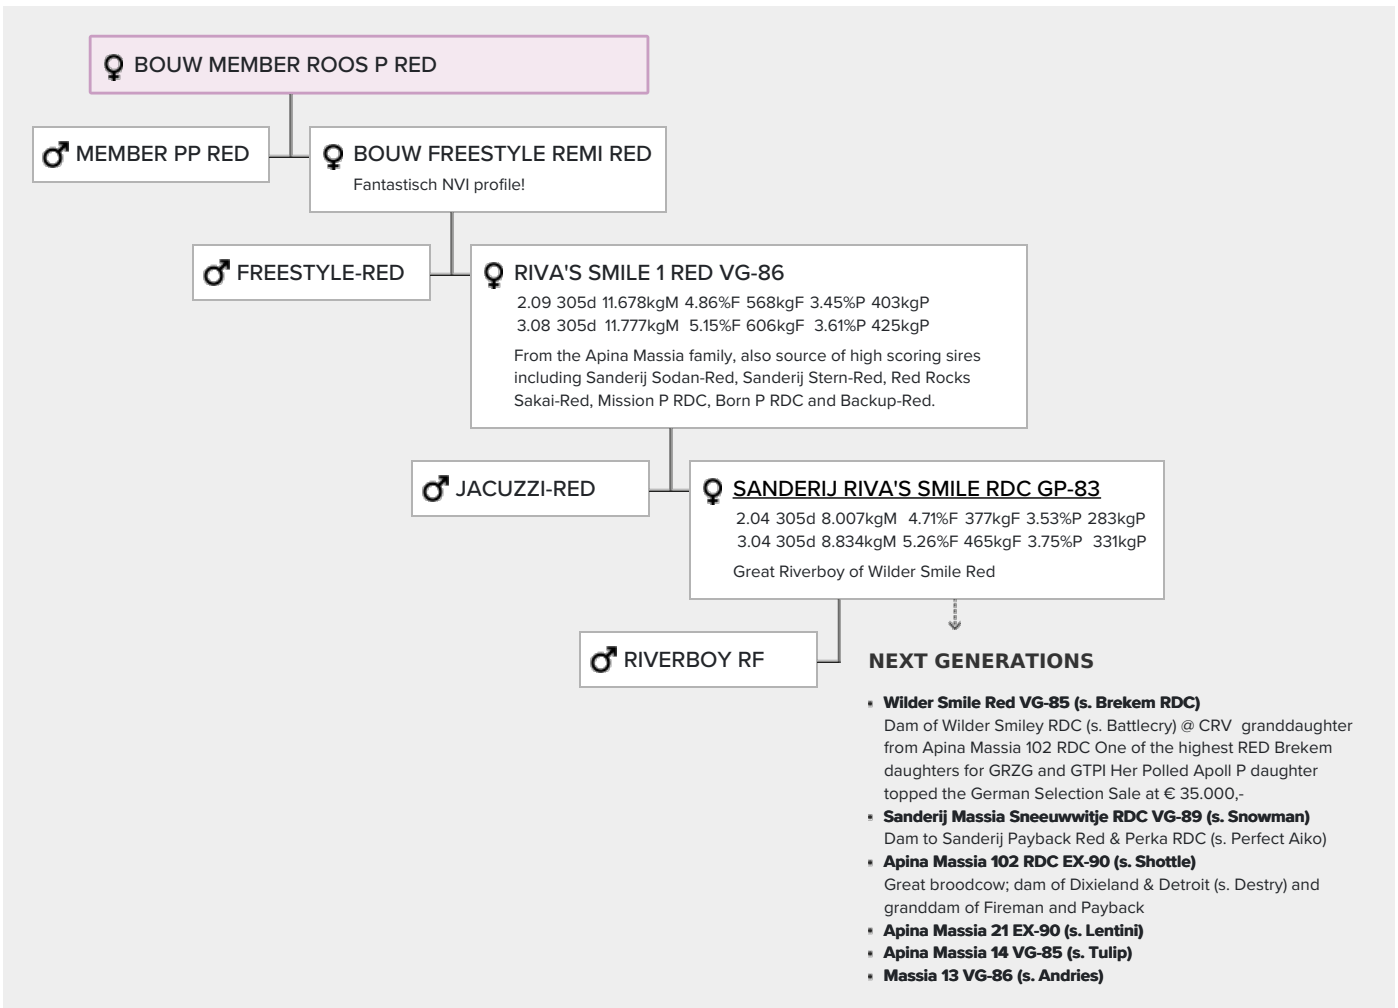 BOUW MEMBER ROOS P RED
MEMBER PP RED
BOUW FREESTYLE REMI RED
Fantastisch NVI profile!
FREESTYLE-RED
RIVA'S SMILE 1 RED VG-86
2.09 305d 11.678kgM 4.86%F 568kgF 3.45%P 403kgP
3.08 305d 11.777kgM 5.15%F 606kgF 3.61%P 425kgP
From the Apina Massia family, also source of high scoring sires
including Sanderij Sodan-Red, Sanderij Stern-Red, Red Rocks
Sakai-Red, Mission P RDC, Born P RDC and Backup-Red.
JACUZZI-RED
SANDERIJ RIVA'S SMILE RDC GP-83
2.04 305d 8.007kgM 4.71%F 377kgF 3.53%P 283kgP
3.04 305d 8.834kgM 5.26%F 465kgF 3.75%P 331kgP
Great Riverboy of Wilder Smile Red
RIVERBOY RF
NEXT GENERATIONS
Wilder Smile Red VG-85 (s. Brekem RDC)
Dam of Wilder Smiley RDC (s. Battlecry) @ CRV granddaughter
from Apina Massia 102 RDC One of the highest RED Brekem
daughters for GRZG and GTPI Her Polled Apoll P daughter
topped the German Selection Sale at € 35.000,-
Sanderij Massia Sneeuwwitje RDC VG-89 (s. Snowman)
Dam to Sanderij Payback Red & Perka RDC (s. Perfect Aiko)
Apina Massia 102 RDC EX-90 (s. Shottle)
Great broodcow; dam of Dixieland & Detroit (s. Destry) and
granddam of Fireman and Payback
Apina Massia 21 EX-90 (s. Lentini)
Apina Massia 14 VG-85 (s. Tulip)
Massia 13 VG-86 (s. Andries)